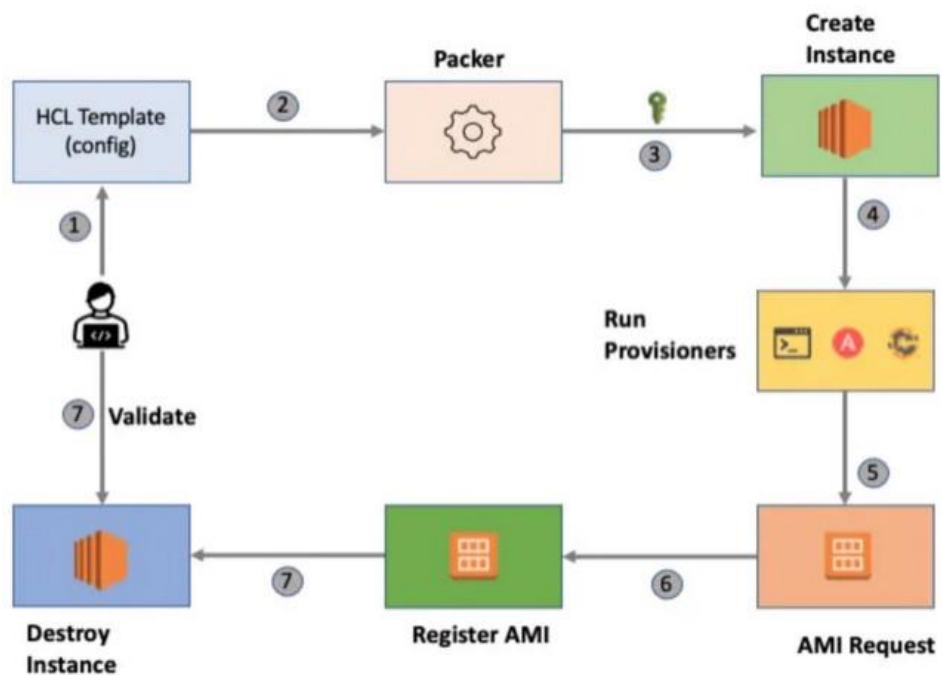 Create
Instance
Packer
HCL Template
(config)
2
3
1
4
</>
Run
Provisioners
>_
A
7
Validate
5
7
6
Destroy
Instance
Register AMI
AMI Request